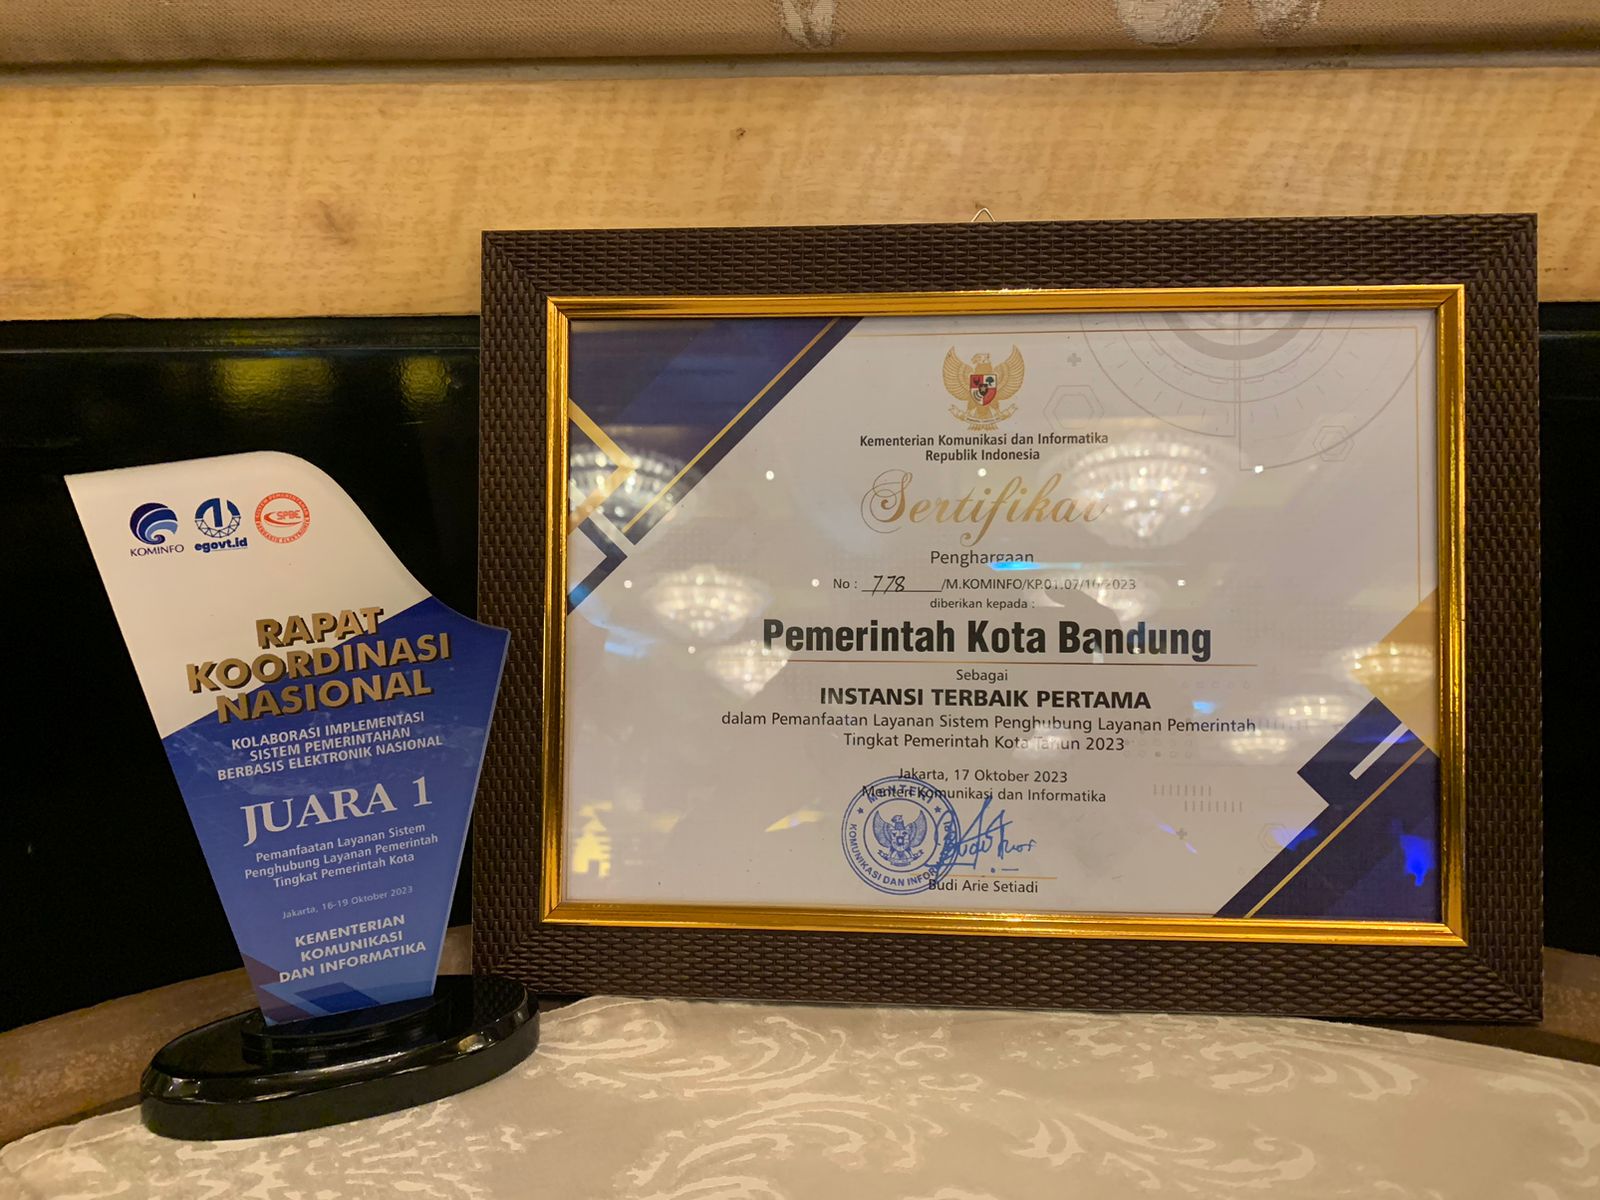 KOMINFO
egovt.id
SPBE
RAPAT
KOORDINASI
NASIONAL
KOLABORASI IMPLEMENTASI
SISTEM PEMERINTAHAN
BERBASIS ELEKTRONIK NASIONAL
JUARA 1
Pemanfaatan Layanan Sistem
Penghubung Layanan Pemerintah
Tingkat Pemerintah Kota
Jakarta, 16-19 Oktober 2023
KEMENTERIAN
KOMUNIKASI
DAN INFORMATIKA
Kementerian Komunikasi dan Informatika
Republik Indonesia
Sertifikat
Penghargaan
No : 778 /M.KOMINFO/KP.01.07/10/2023
diberikan kepada :
Pemerintah Kota Bandung
Sebagai
INSTANSI TERBAIK PERTAMA
dalam Pemanfaatan Layanan Sistem Penghubung Layanan Pemerintah
Tingkat Pemerintah Kota Tahun 2023
Jakarta, 17 Oktober 2023
Menteri Komunikasi dan Informatika
MENTERI
KOMUNIKASI DAN INFOR
Budi Arie Setiadi